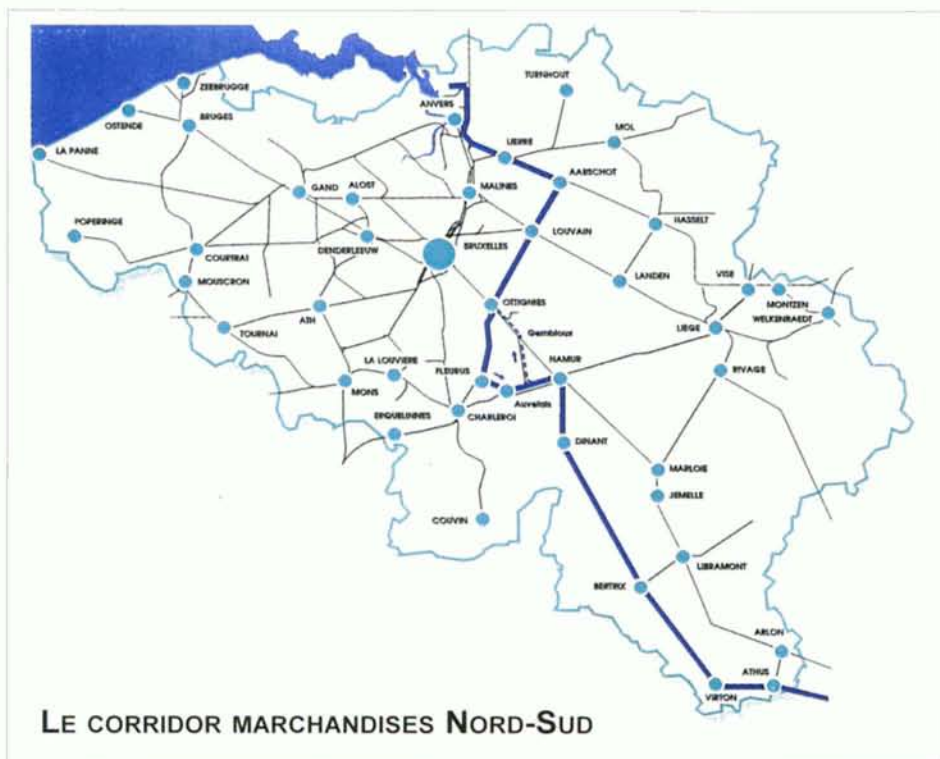 TURNHOUT
ZEEBRUGGE
ANVERS
OSTENDE
BRUGES
MOL
LIERRE
LA PANNE
AARSCHOT
GAND
ALOST
MALINES
HASSELT
POPERINGE
LOUVAIN
COURTRAI
DENDERLEEUW
BRUXELLES
MOUSCRON
LANDEN
VISE
MONTZEN
WELKENRAEDT
OTTIGNIES
ATH
TOURNAI
Gembloux
LIEGE
LA LOUVIERE
FLEURUS
NAMUR
RIVAGE
MONS
Auvelais
ERQUELINNES
CHARLEROI
DINANT
MARLOIE
JEMELLE
COUVIN
LIBRAMONT
BERTRIX
ARLON
ATHUS
VIRTON
LE CORRIDOR MARCHANDISES NORD-SUD